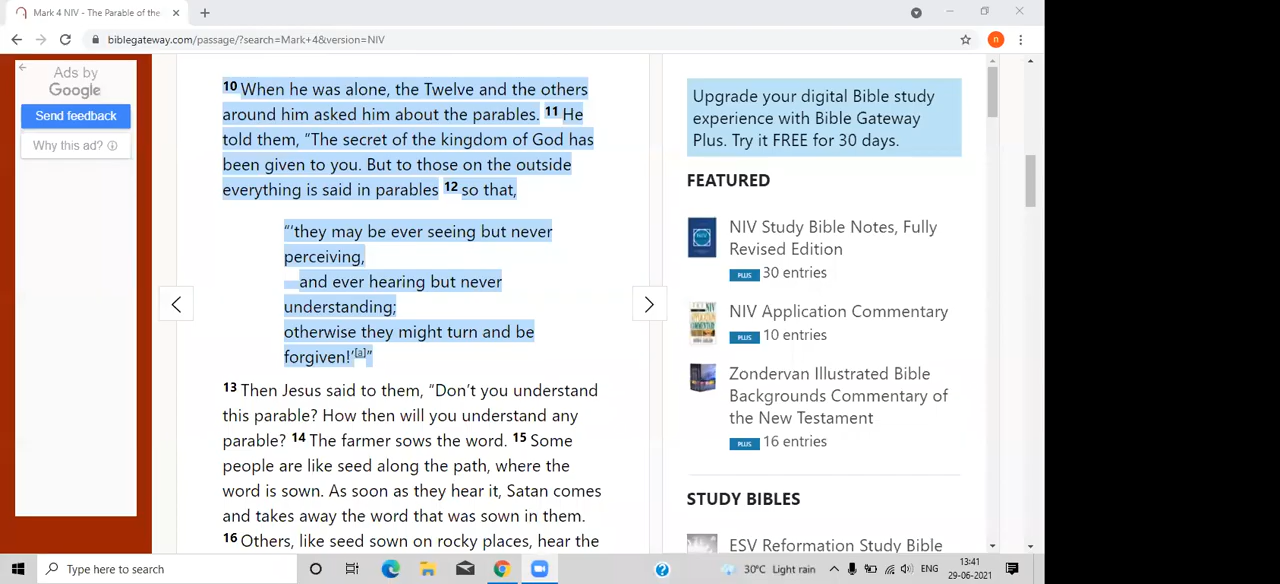 Mark 4 NIV - The Parable of the
biblegateway.com/passage/?search=Mark+4&version=NIV
n
Ads by
Google
Send feedback
Why this ad?
10 When he was alone, the Twelve and the others
around him asked him about the parables. 11 He
told them, “The secret of the kingdom of God has
been given to you. But to those on the outside
everything is said in parables 12 so that,
“‘they may be ever seeing but never
perceiving,
and ever hearing but never
understanding;
otherwise they might turn and be
forgiven!’[a]”
13 Then Jesus said to them, “Don’t you understand
this parable? How then will you understand any
parable? 14 The farmer sows the word. 15 Some
people are like seed along the path, where the
word is sown. As soon as they hear it, Satan comes
and takes away the word that was sown in them.
16 Others, like seed sown on rocky places, hear the
Upgrade your digital Bible study
experience with Bible Gateway
Plus. Try it FREE for 30 days.
FEATURED
NIV Study Bible Notes, Fully
Revised Edition
PLUS 30 entries
NIV Application Commentary
PLUS 10 entries
Zondervan Illustrated Bible
Backgrounds Commentary of
the New Testament
PLUS 16 entries
STUDY BIBLES
ESV Reformation Study Bible
Type here to search
30°C Light rain
ENG
13:41
29-06-2021